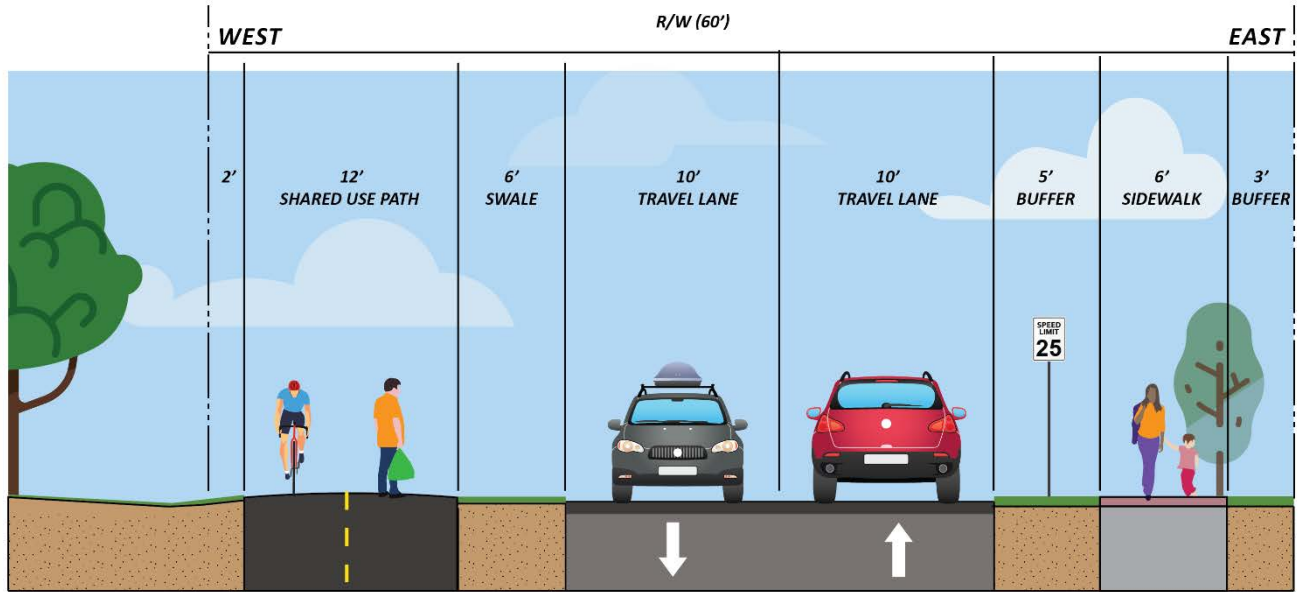 R/W (60’)
WEST
EAST
2’
12’
SHARED USE PATH
6’
SWALE
10’
TRAVEL LANE
10’
TRAVEL LANE
5’
BUFFER
6’
SIDEWALK
3’
BUFFER
SPEED
LIMIT
25